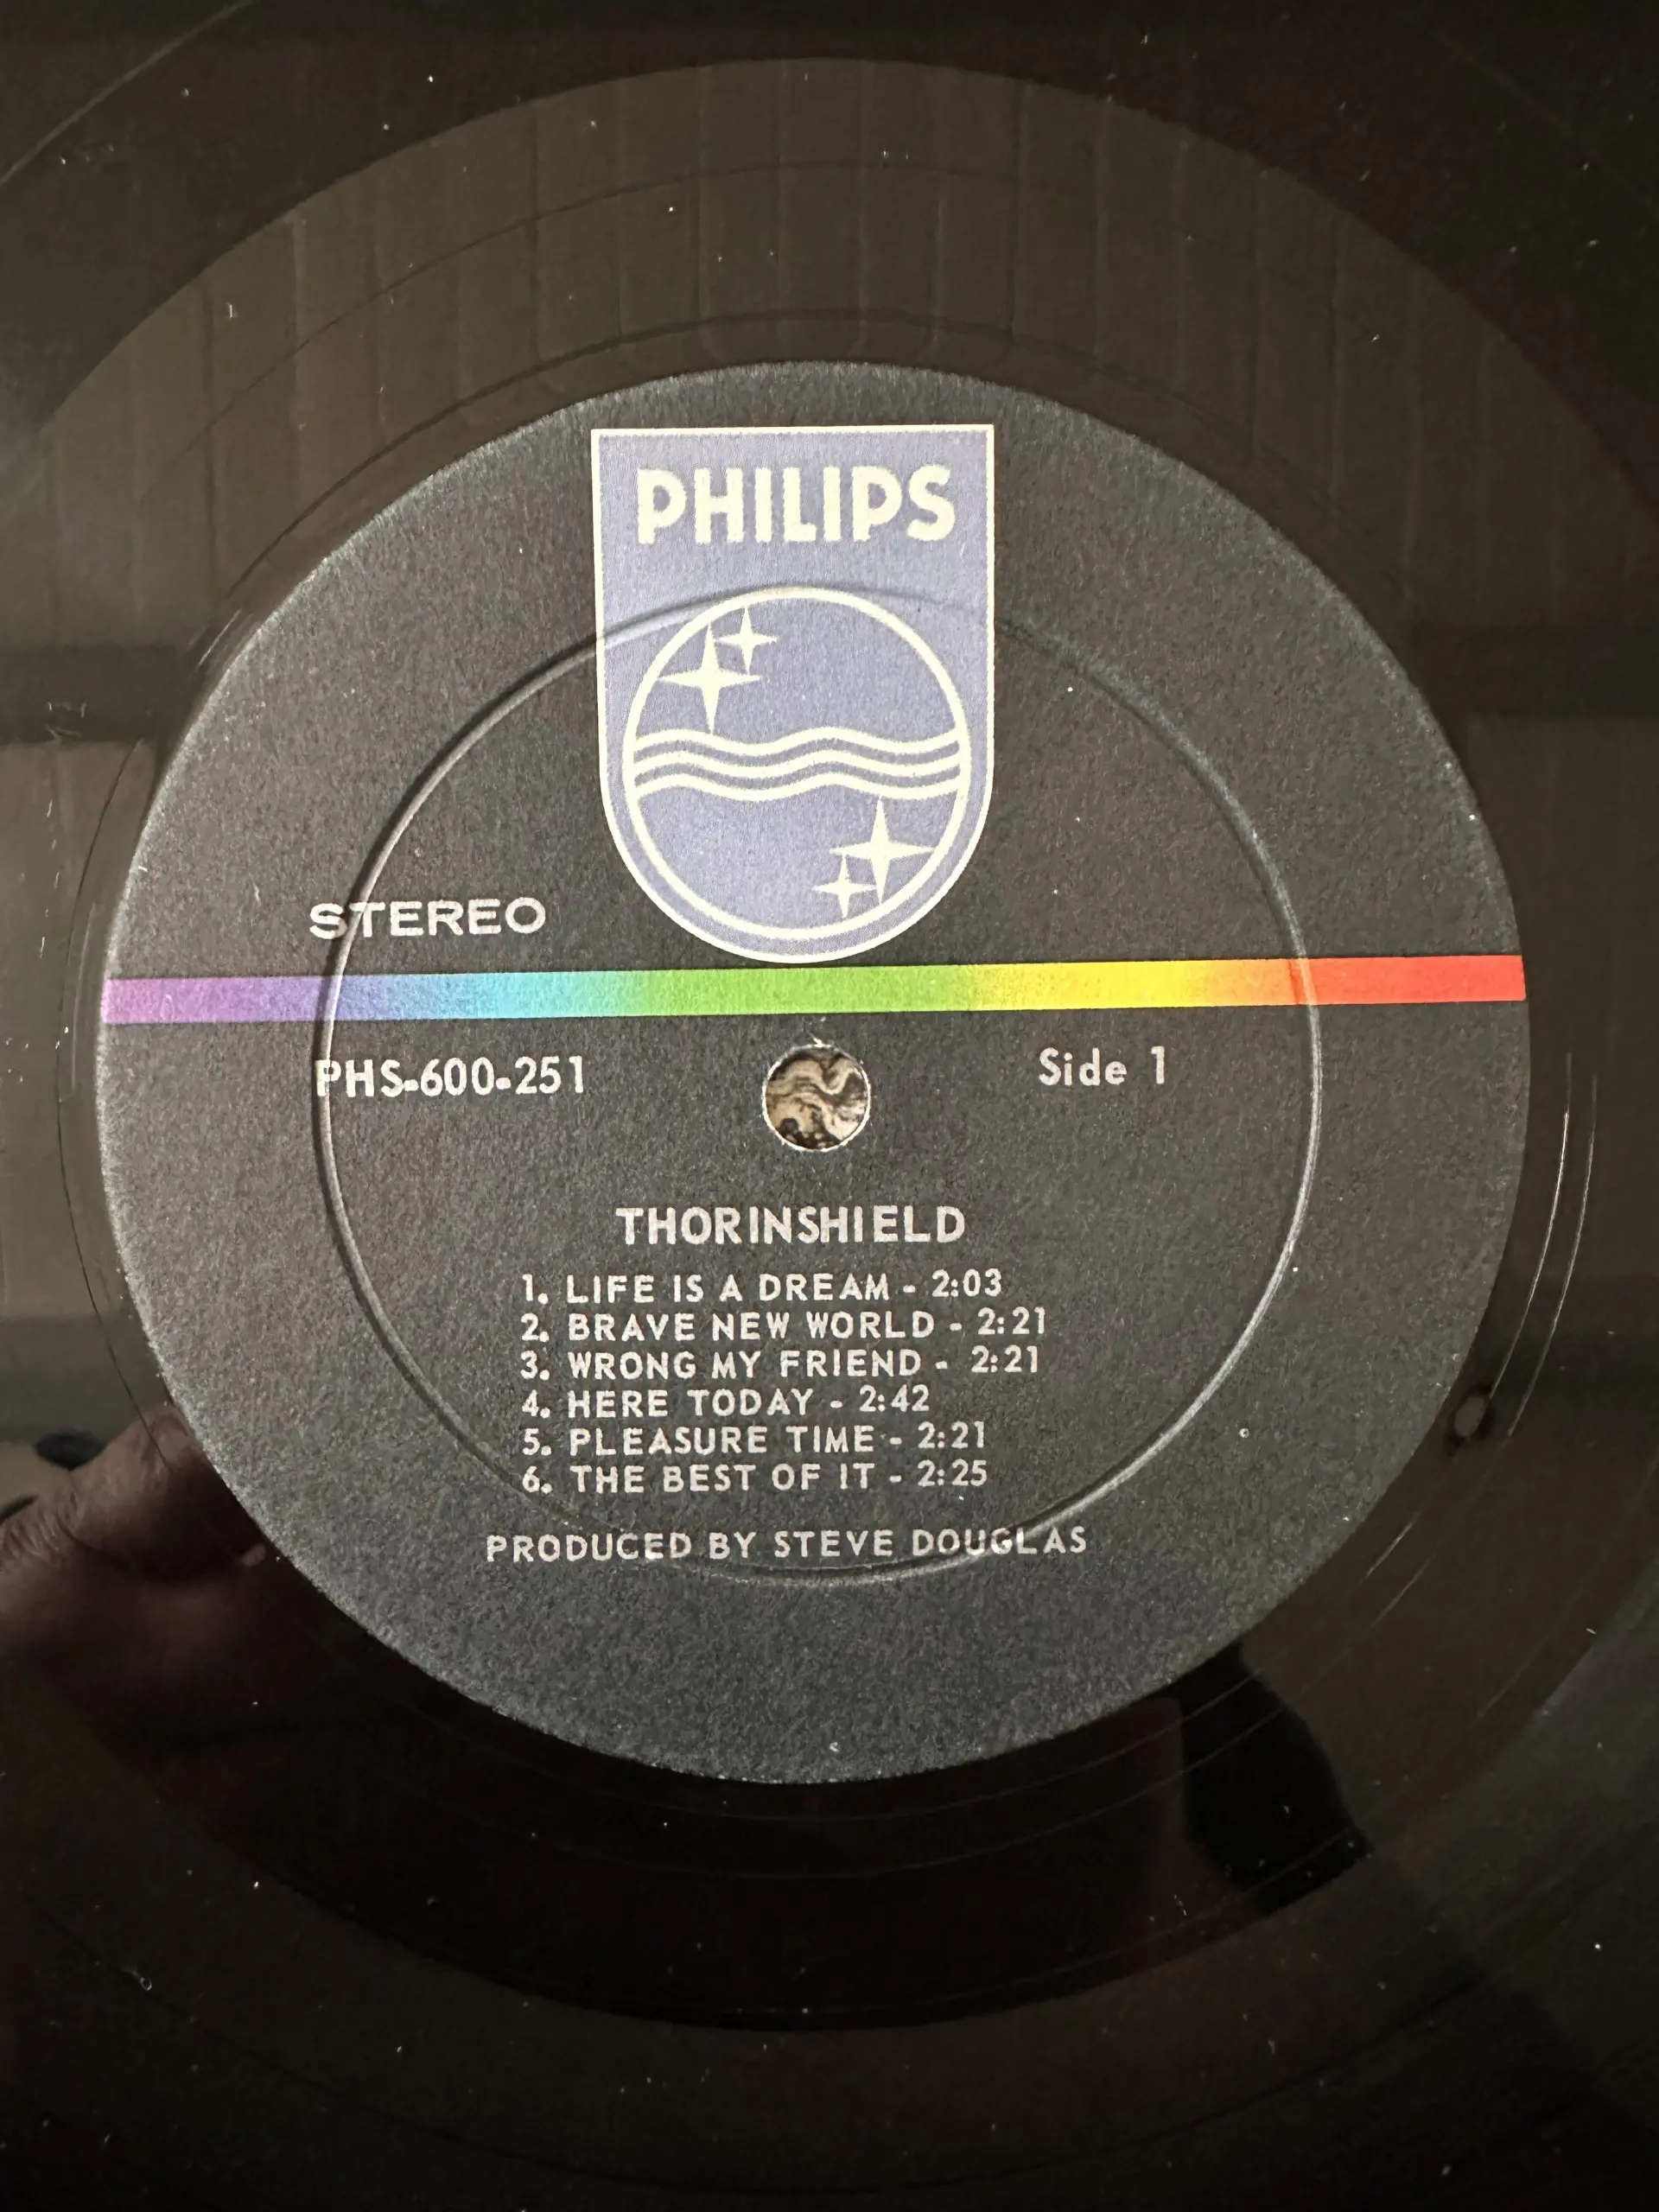 PHILIPS
STEREO
PHS-600-251
Side 1
THORINSHIELD
1. LIFE IS A DREAM - 2:03
2. BRAVE NEW WORLD - 2:21
3. WRONG MY FRIEND - 2:21
4. HERE TODAY - 2:42
5. PLEASURE TIME - 2:21
6. THE BEST OF IT - 2:25
PRODUCED BY STEVE DOUGLAS